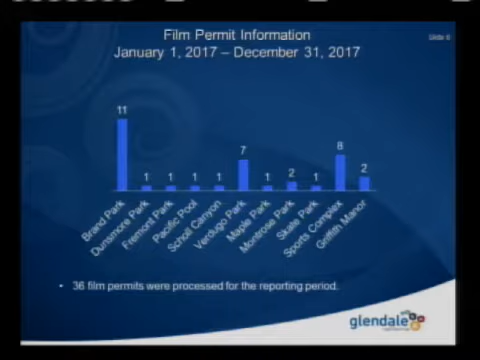 Film Permit Information
Slide 6
January 1, 2017 – December 31, 2017
11
1
1
1
1
7
1
2
1
8
2
Brand Park
Dunsmore Park
Fremont Park
Pacific Pool
Scholl Canyon
Verdugo Park
Maple Park
Montrose Park
Skate Park
Sports Complex
Griffith Manor
• 36 film permits were processed for the reporting period.
glendale